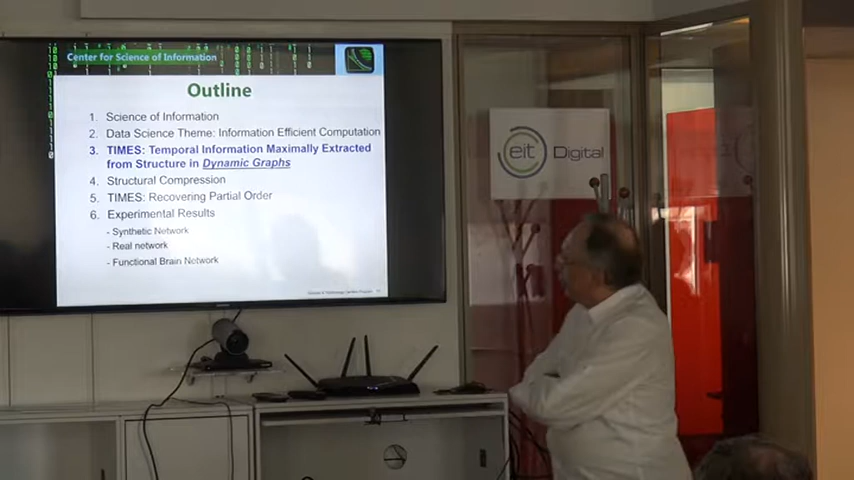 Center for Science of Information
Outline
1. Science of Information
2. Data Science Theme: Information Efficient Computation
3. TIMES: Temporal Information Maximally Extracted
from Structure in Dynamic Graphs
4. Structural Compression
5. TIMES: Recovering Partial Order
6. Experimental Results
- Synthetic Network
- Real network
- Functional Brain Network
eit Digital